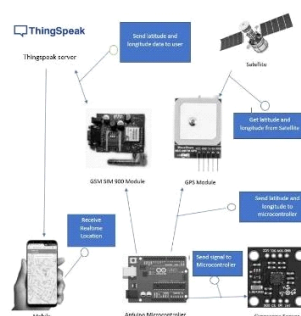 ThingSpeak
Thingspeak server
Send latitude and
longitude data to user
Satellite
Get latitude and
longitude from Satellite
GSM SIM 900 Module
GPS Module
Send latitude and
longitude to
microcontroller
Receive
Realtime
Location
Send signal to
Microcontroller
Mobile
Arduino Microcontroller